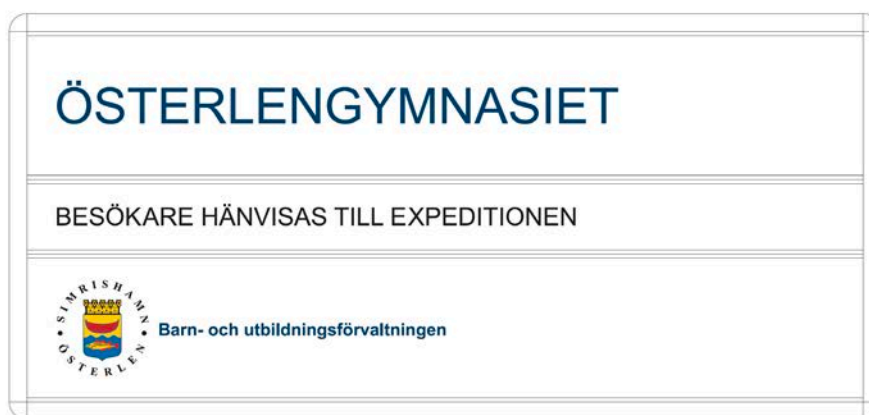 ÖSTERLENGYMNASIET
BESÖKARE HÄNVISAS TILL EXPEDITIONEN
SIMRISHAMN
ÖSTERLEN
Barn- och utbildningsförvaltningen